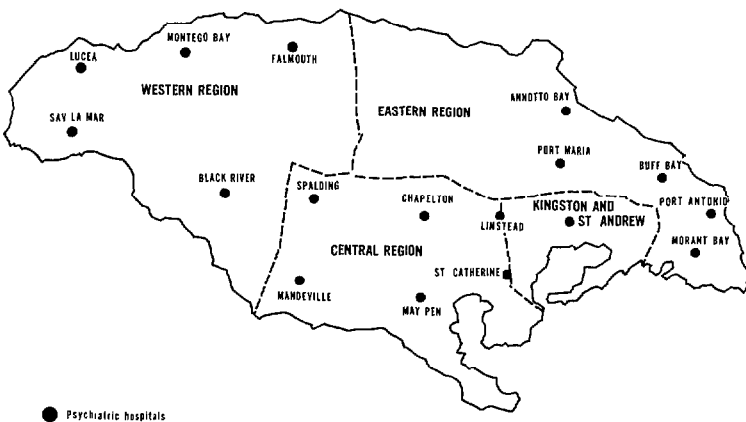 MONTEGO BAY
LUCEA
FALMOUTH
WESTERN REGION
SAV LA MAR
ANNOTTO BAY
EASTERN REGION
PORT MARIA
BUFF BAY
BLACK RIVER
SPALDING
CHAPELTON
KINGSTON AND
ST ANDREW
PORT ANTOKIO
LINSTEAD
MORANT BAY
CENTRAL REGION
ST CATHERINE
MANDEVILLE
MAY PEN
Psychiatric hospitals